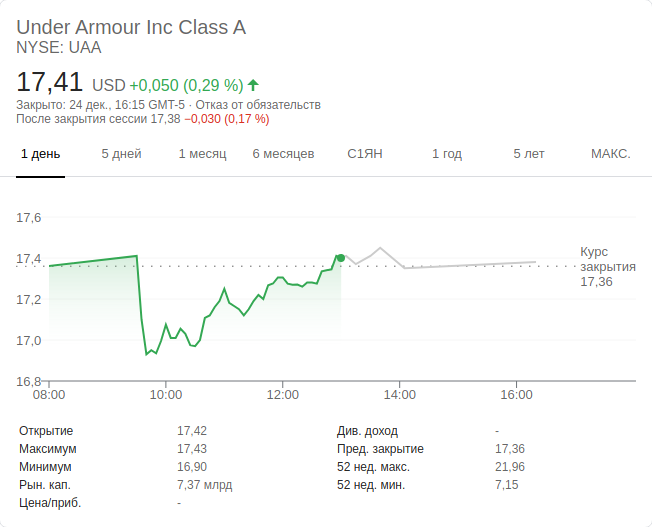 Under Armour Inc Class A
NYSE: UAA
17,41 USD +0,050 (0,29 %)
Закрыто: 24 дек., 16:15 GMT-5 · Отказ от обязательств
После закрытия сессии 17,38 −0,030 (0,17 %)
1 день 5 дней 1 месяц 6 месяцев С1ЯН 1 год 5 лет МАКС.
17,6
17,4
17,2
17,0
16,8
Курс
закрытия
17,36
08:00 10:00 12:00 14:00 16:00
Открытие 17,42 Див. доход -
Максимум 17,43 Пред. закрытие 17,36
Минимум 16,90 52 нед. макс. 21,96
Рын. кап. 7,37 млрд 52 нед. мин. 7,15
Цена/приб. -